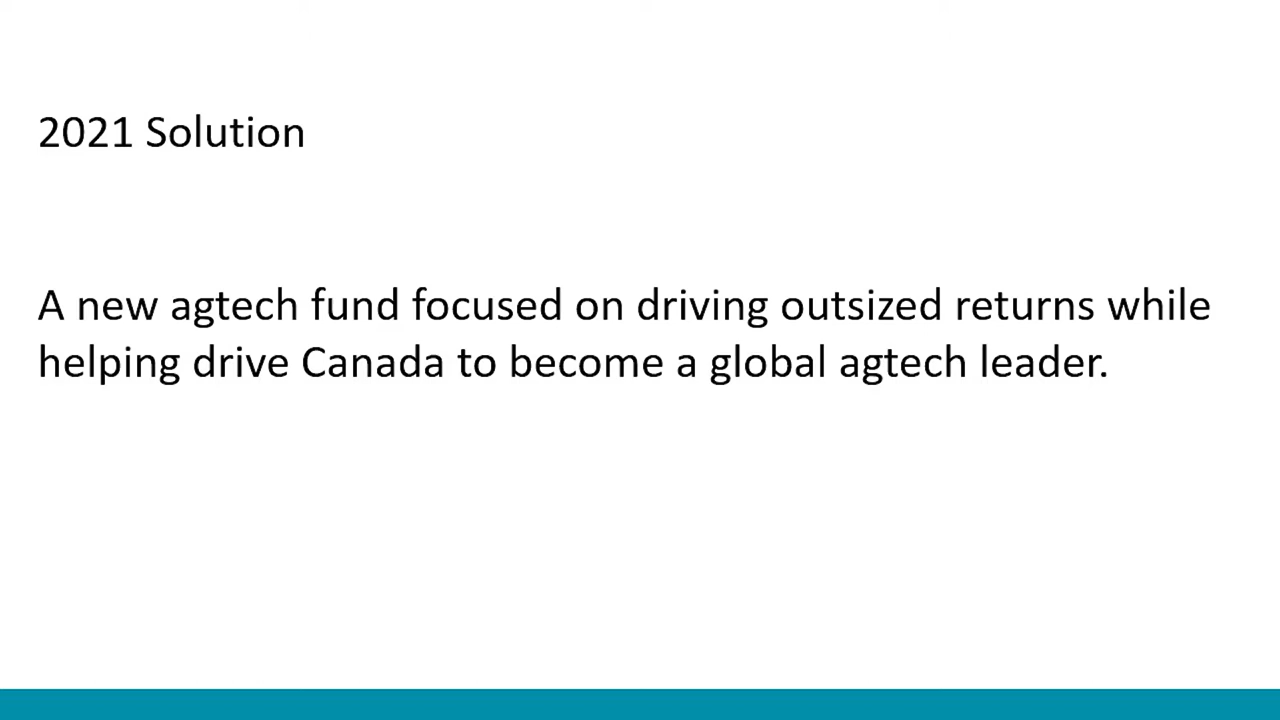 2021 Solution
A new agtech fund focused on driving outsized returns while
helping drive Canada to become a global agtech leader.